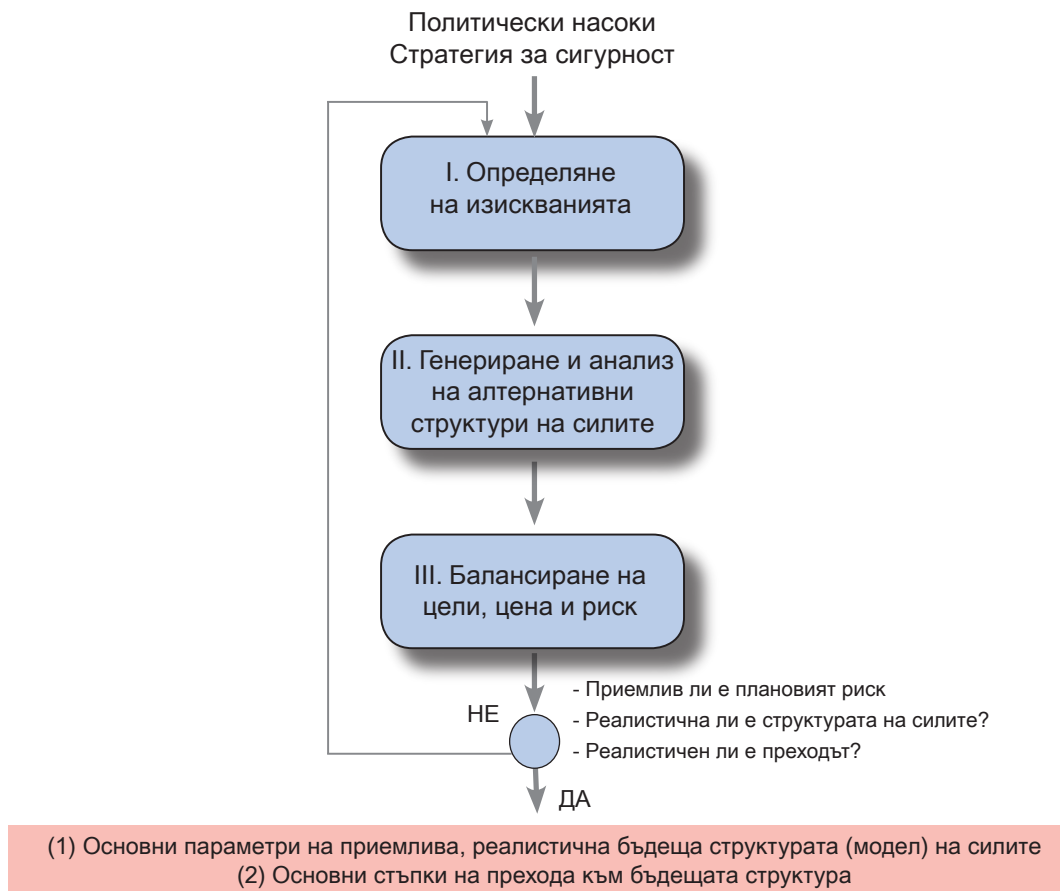 Политически насоки
Стратегия за сигурност
I. Определяне
на изискванията
II. Генериране и анализ
на алтернативни
структури на силите
III. Балансиране на
цели, цена и риск
- Приемлив ли е плановият риск
НЕ
- Реалистична ли е структурата на силите?
- Реалистичен ли е преходът?
ДА
(1) Основни параметри на приемлива, реалистична бъдеща структурата (модел) на силите
(2) Основни стъпки на прехода към бъдещата структура